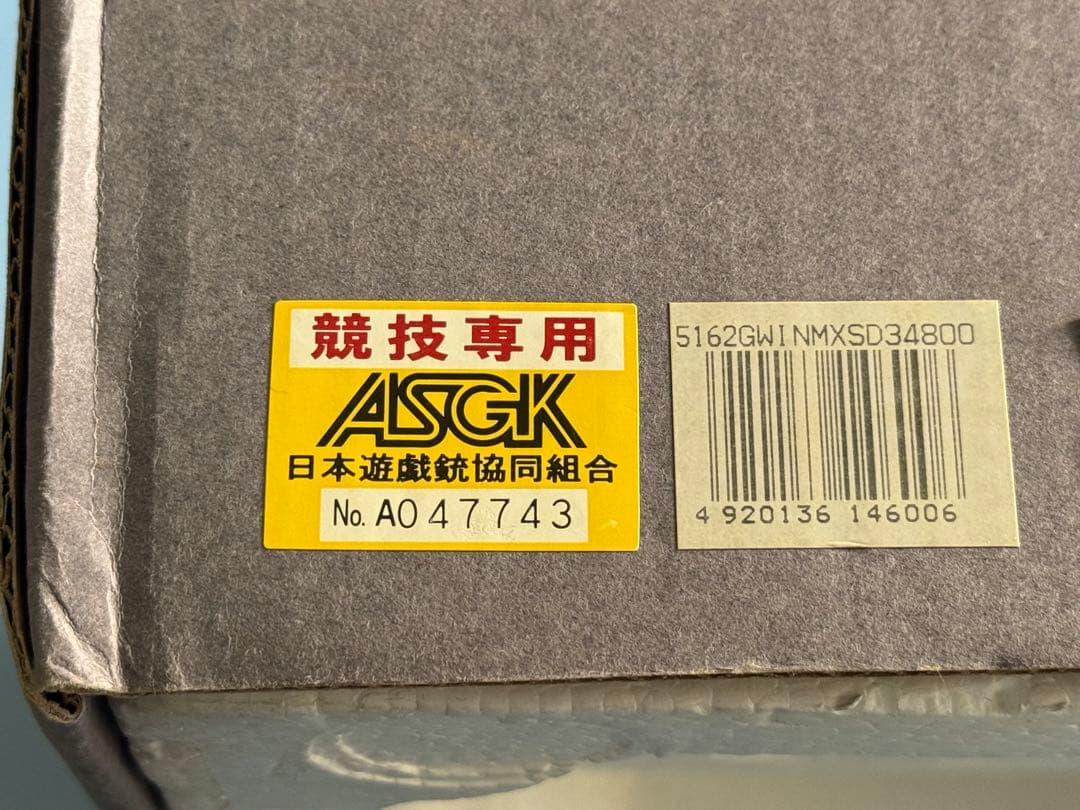 競技専用
ASGK
日本遊戯銃協同組合
No. A047743
5162GWINMXSD34800
4 920136 146006